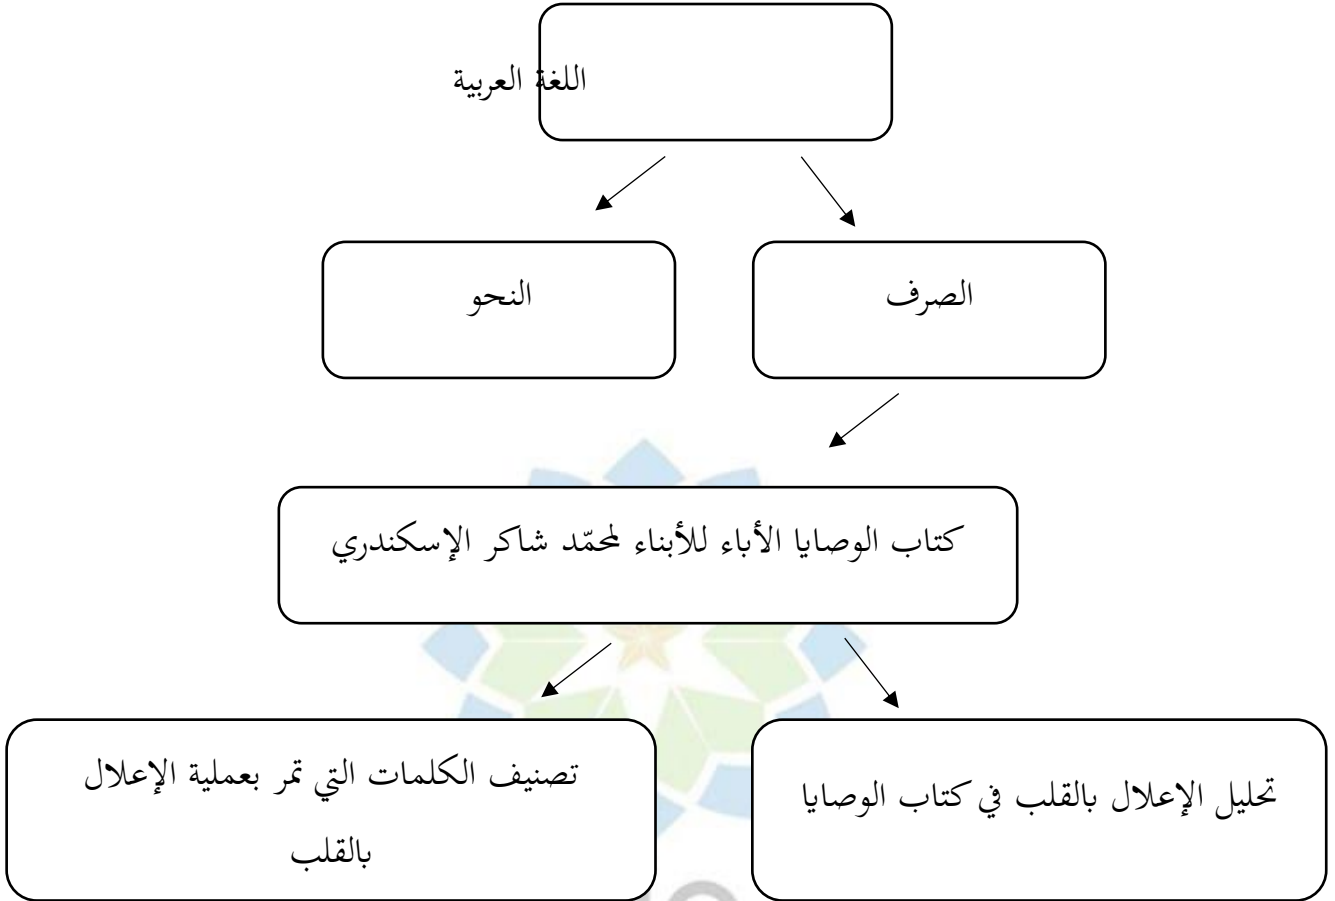 اللغة العربية
الصرف
النحو
كتاب الوصايا الأباء للأبناء لمحمّد شاكر الإسكندري
تحليل الإعلال بالقلب في كتاب الوصايا
تصنيف الكلمات التي تمر بعملية الإعلال
بالقلب